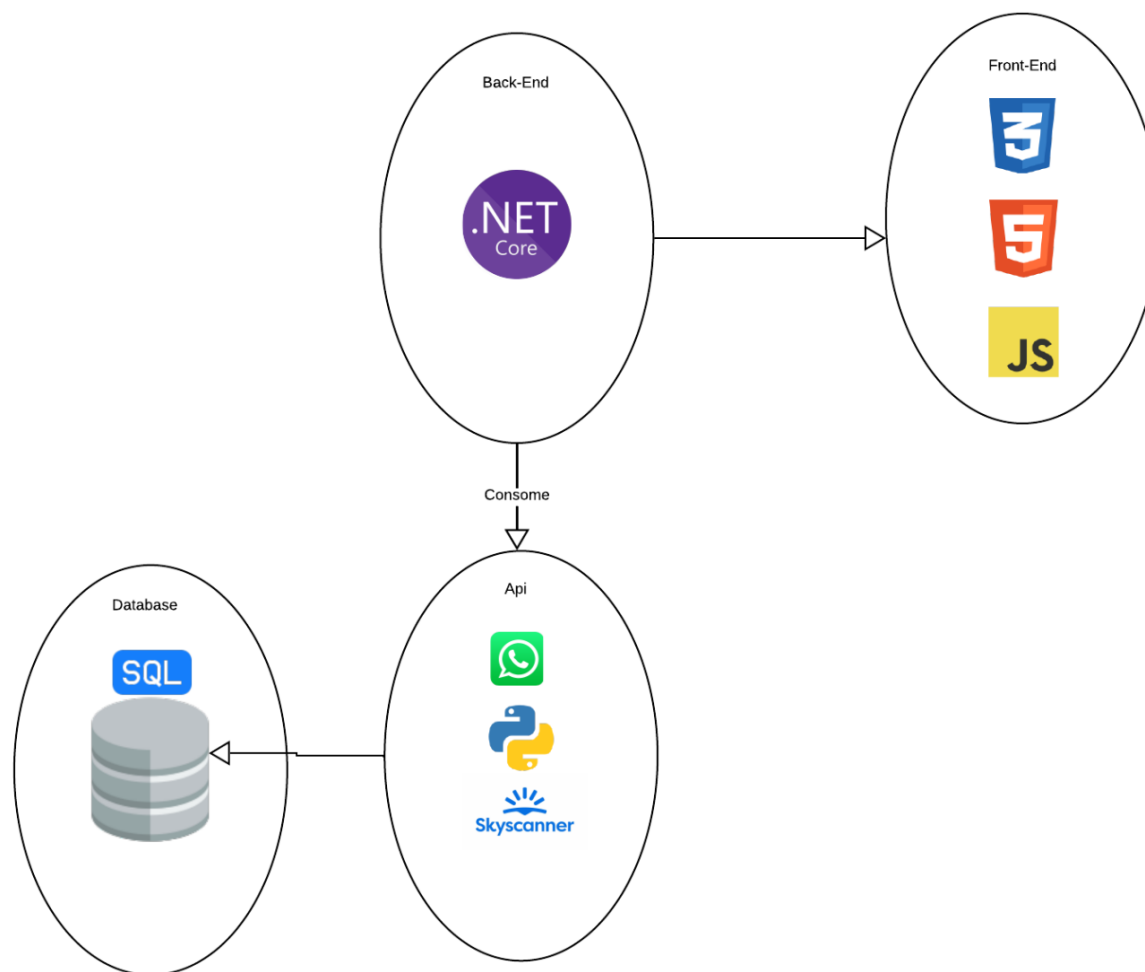 Back-End
.NET
Core
Front-End
3
5
JS
Consome
Api
Skyscanner
Database
SQL